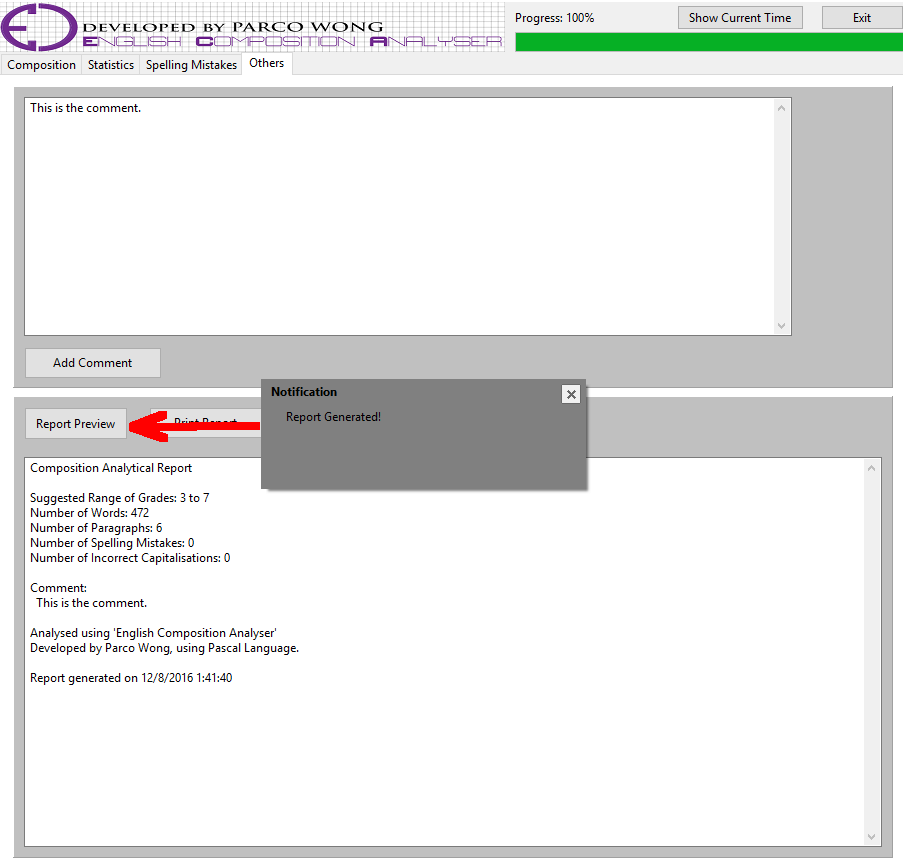 DEVELOPED BY PARCO WONG
ENGLISH COMPOSITION ANALYSER
Progress: 100%
Show Current Time
Exit
Composition
Statistics
Spelling Mistakes
Others
This is the comment.
Add Comment
Notification
Report Generated!
Report Preview
Print Report
Composition Analytical Report
Suggested Range of Grades: 3 to 7
Number of Words: 472
Number of Paragraphs: 6
Number of Spelling Mistakes: 0
Number of Incorrect Capitalisations: 0
Comment:
This is the comment.
Analysed using 'English Composition Analyser'
Developed by Parco Wong, using Pascal Language.
Report generated on 12/8/2016 1:41:40